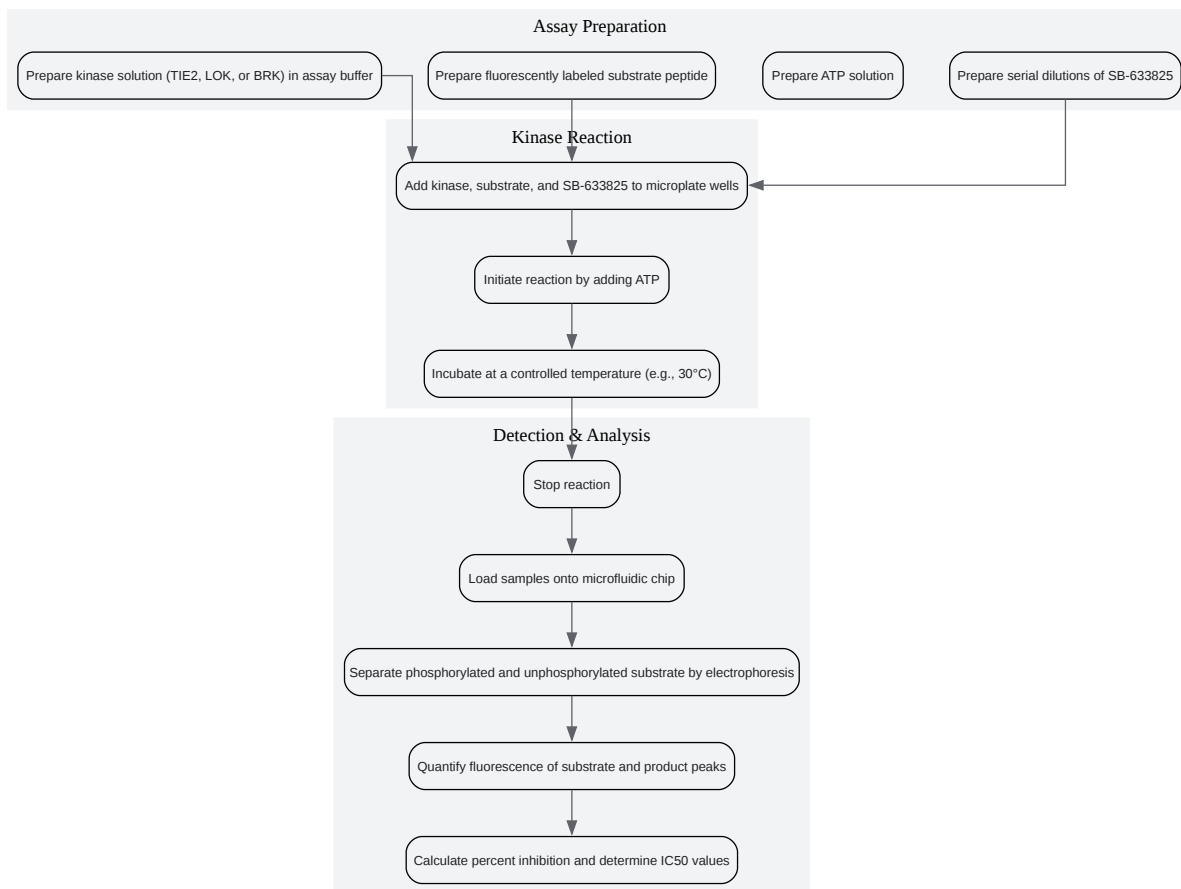 Assay Preparation
Prepare kinase solution (TIE2, LOK, or BRK) in assay buffer
Prepare fluorescently labeled substrate peptide
Prepare ATP solution
Prepare serial dilutions of SB-633825
Kinase Reaction
Add kinase, substrate, and SB-633825 to microplate wells
Initiate reaction by adding ATP
Incubate at a controlled temperature (e.g., 30°C)
Detection & Analysis
Stop reaction
Load samples onto microfluidic chip
Separate phosphorylated and unphosphorylated substrate by electrophoresis
Quantify fluorescence of substrate and product peaks
Calculate percent inhibition and determine IC50 values